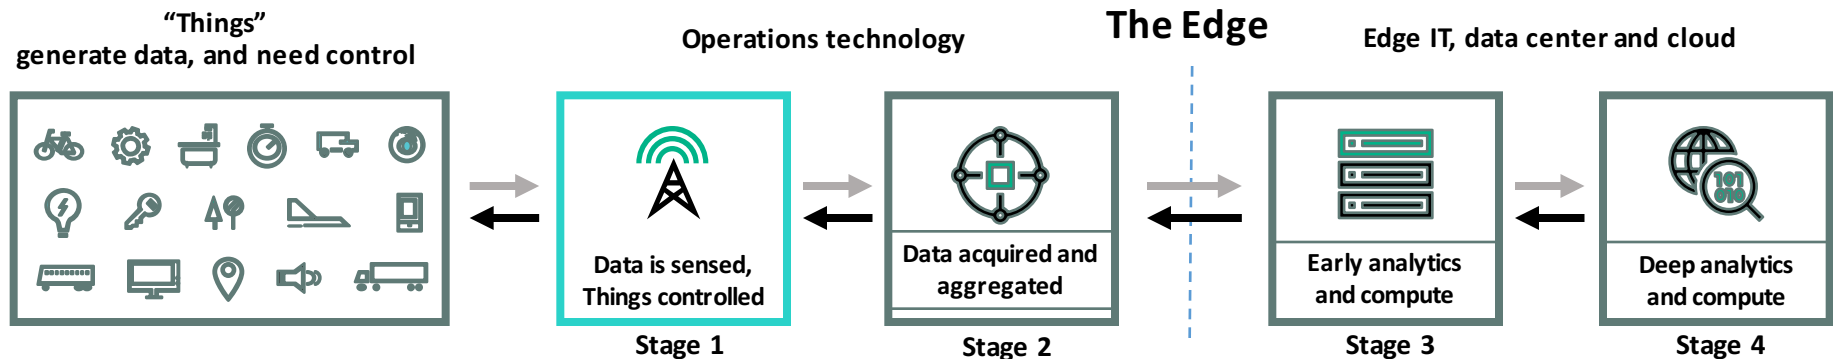 “Things”
generate data, and need control
Operations technology
The Edge
Edge IT, data center and cloud
Data is sensed,
Things controlled
Stage 1
Data acquired and
aggregated
Stage 2
Early analytics
and compute
Stage 3
101
010
Deep analytics
and compute
Stage 4